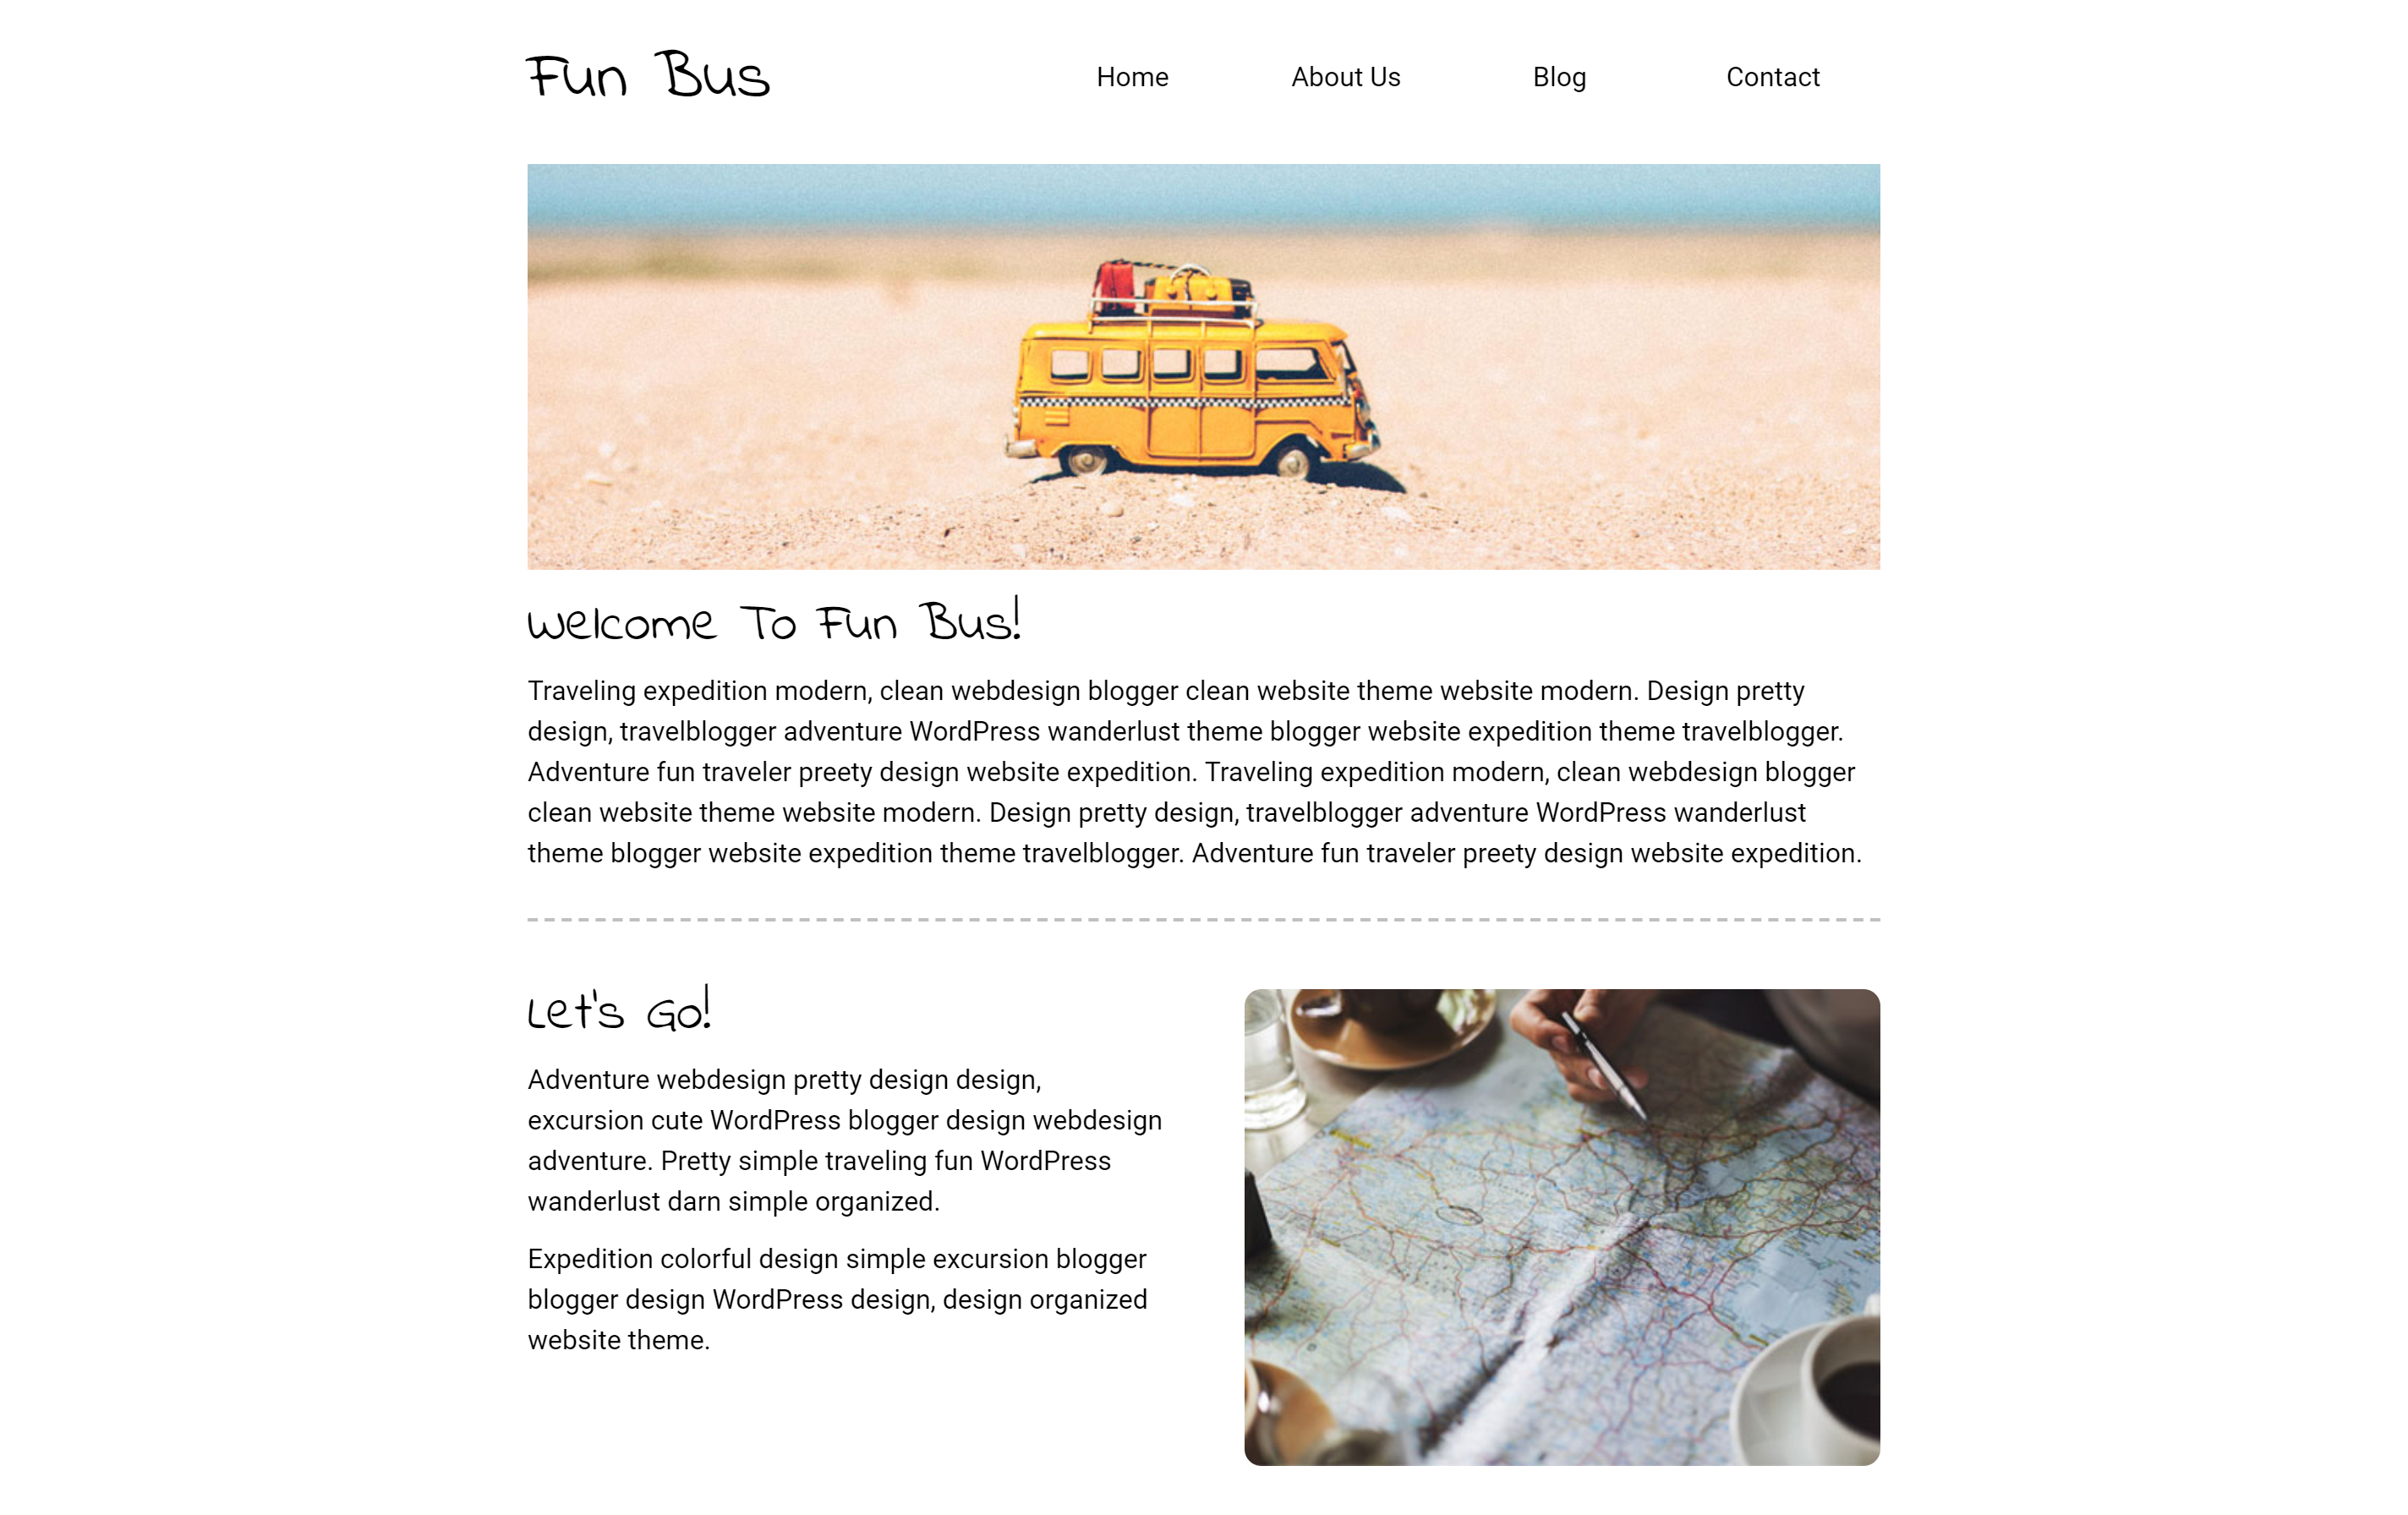 Fun Bus
Home About Us Blog Contact
Welcome To Fun Bus!
Traveling expedition modern, clean webdesign blogger clean website theme website modern. Design pretty
design, travelblogger adventure WordPress wanderlust theme blogger website expedition theme travelblogger.
Adventure fun traveler preety design website expedition. Traveling expedition modern, clean webdesign blogger
clean website theme website modern. Design pretty design, travelblogger adventure WordPress wanderlust
theme blogger website expedition theme travelblogger. Adventure fun traveler preety design website expedition.
Let's Go!
Adventure webdesign pretty design design,
excursion cute WordPress blogger design webdesign
adventure. Pretty simple traveling fun WordPress
wanderlust darn simple organized.
Expedition colorful design simple excursion blogger
blogger design WordPress design, design organized
website theme.